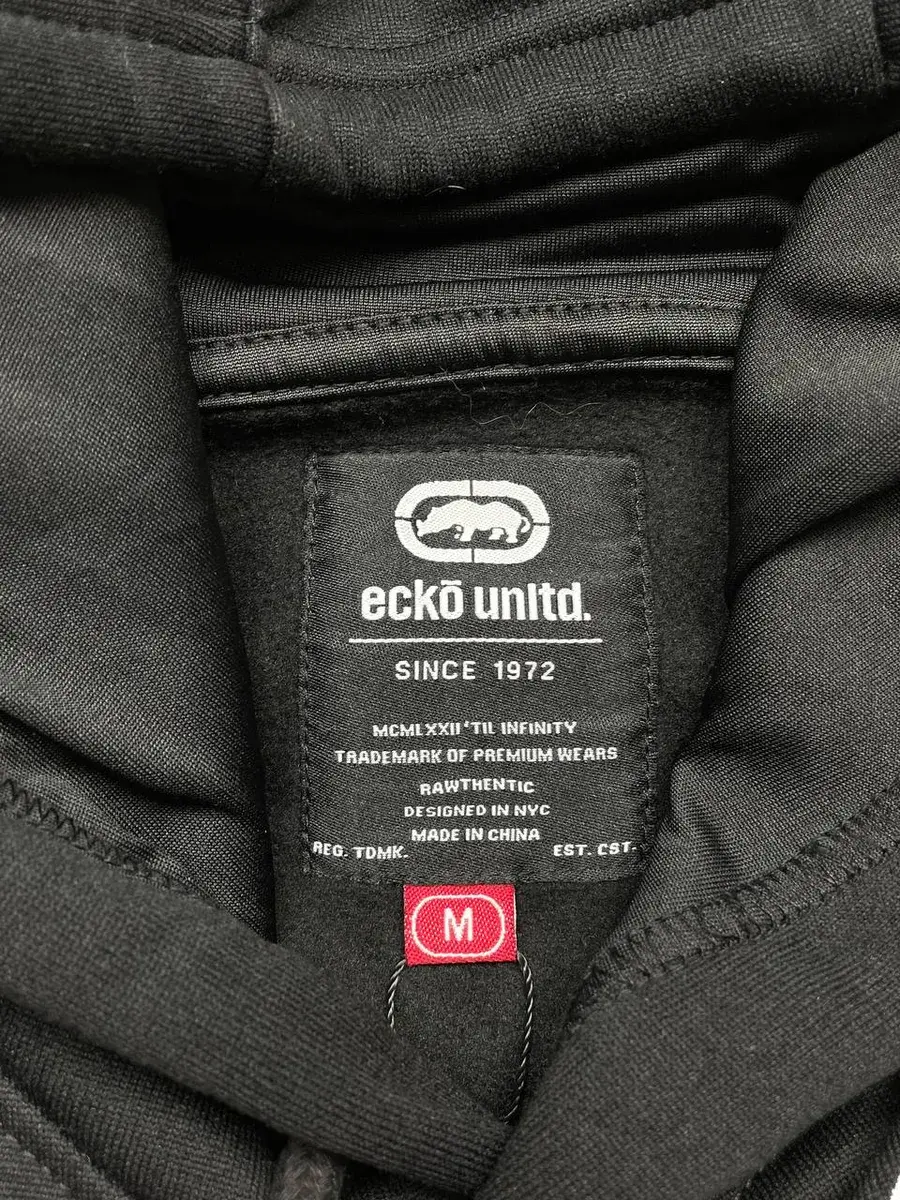 eckō unltd.
SINCE 1972
MCMLXXII 'TIL INFINITY
TRADEMARK OF PREMIUM WEARS
RAWTHENTIC
DESIGNED IN NYC
MADE IN CHINA
REG. TDMK. EST. CST.
M